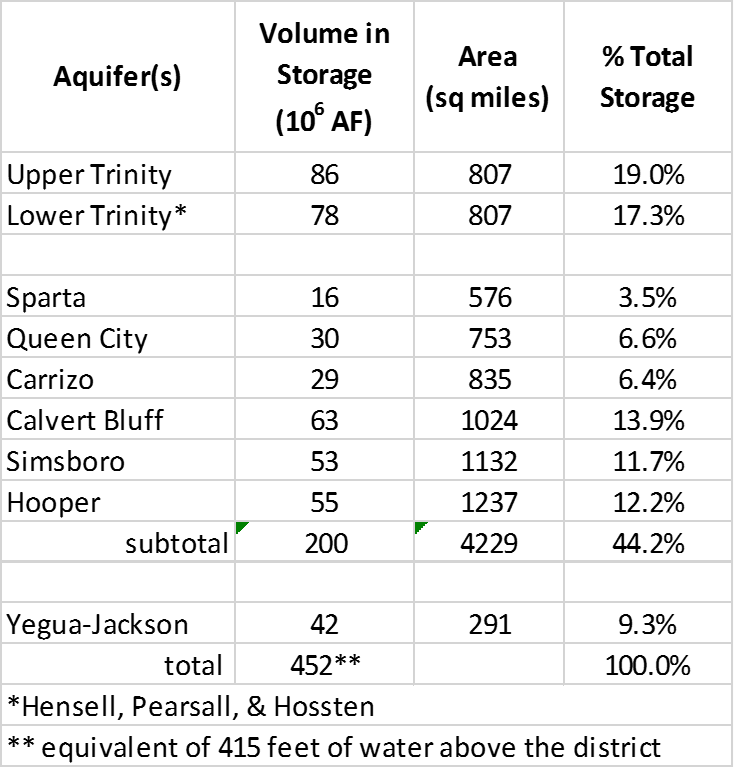 Aquifer(s) Volume in Storage (10⁶ AF) Area (sq miles) % Total Storage
Upper Trinity 86 807 19.0%
Lower Trinity* 78 807 17.3%
Sparta 16 576 3.5%
Queen City 30 753 6.6%
Carrizo 29 835 6.4%
Calvert Bluff 63 1024 13.9%
Simsboro 53 1132 11.7%
Hooper 55 1237 12.2%
subtotal 200 4229 44.2%
Yegua-Jackson 42 291 9.3%
total 452** 100.0%
*Hensell, Pearsall, & Hossten
** equivalent of 415 feet of water above the district